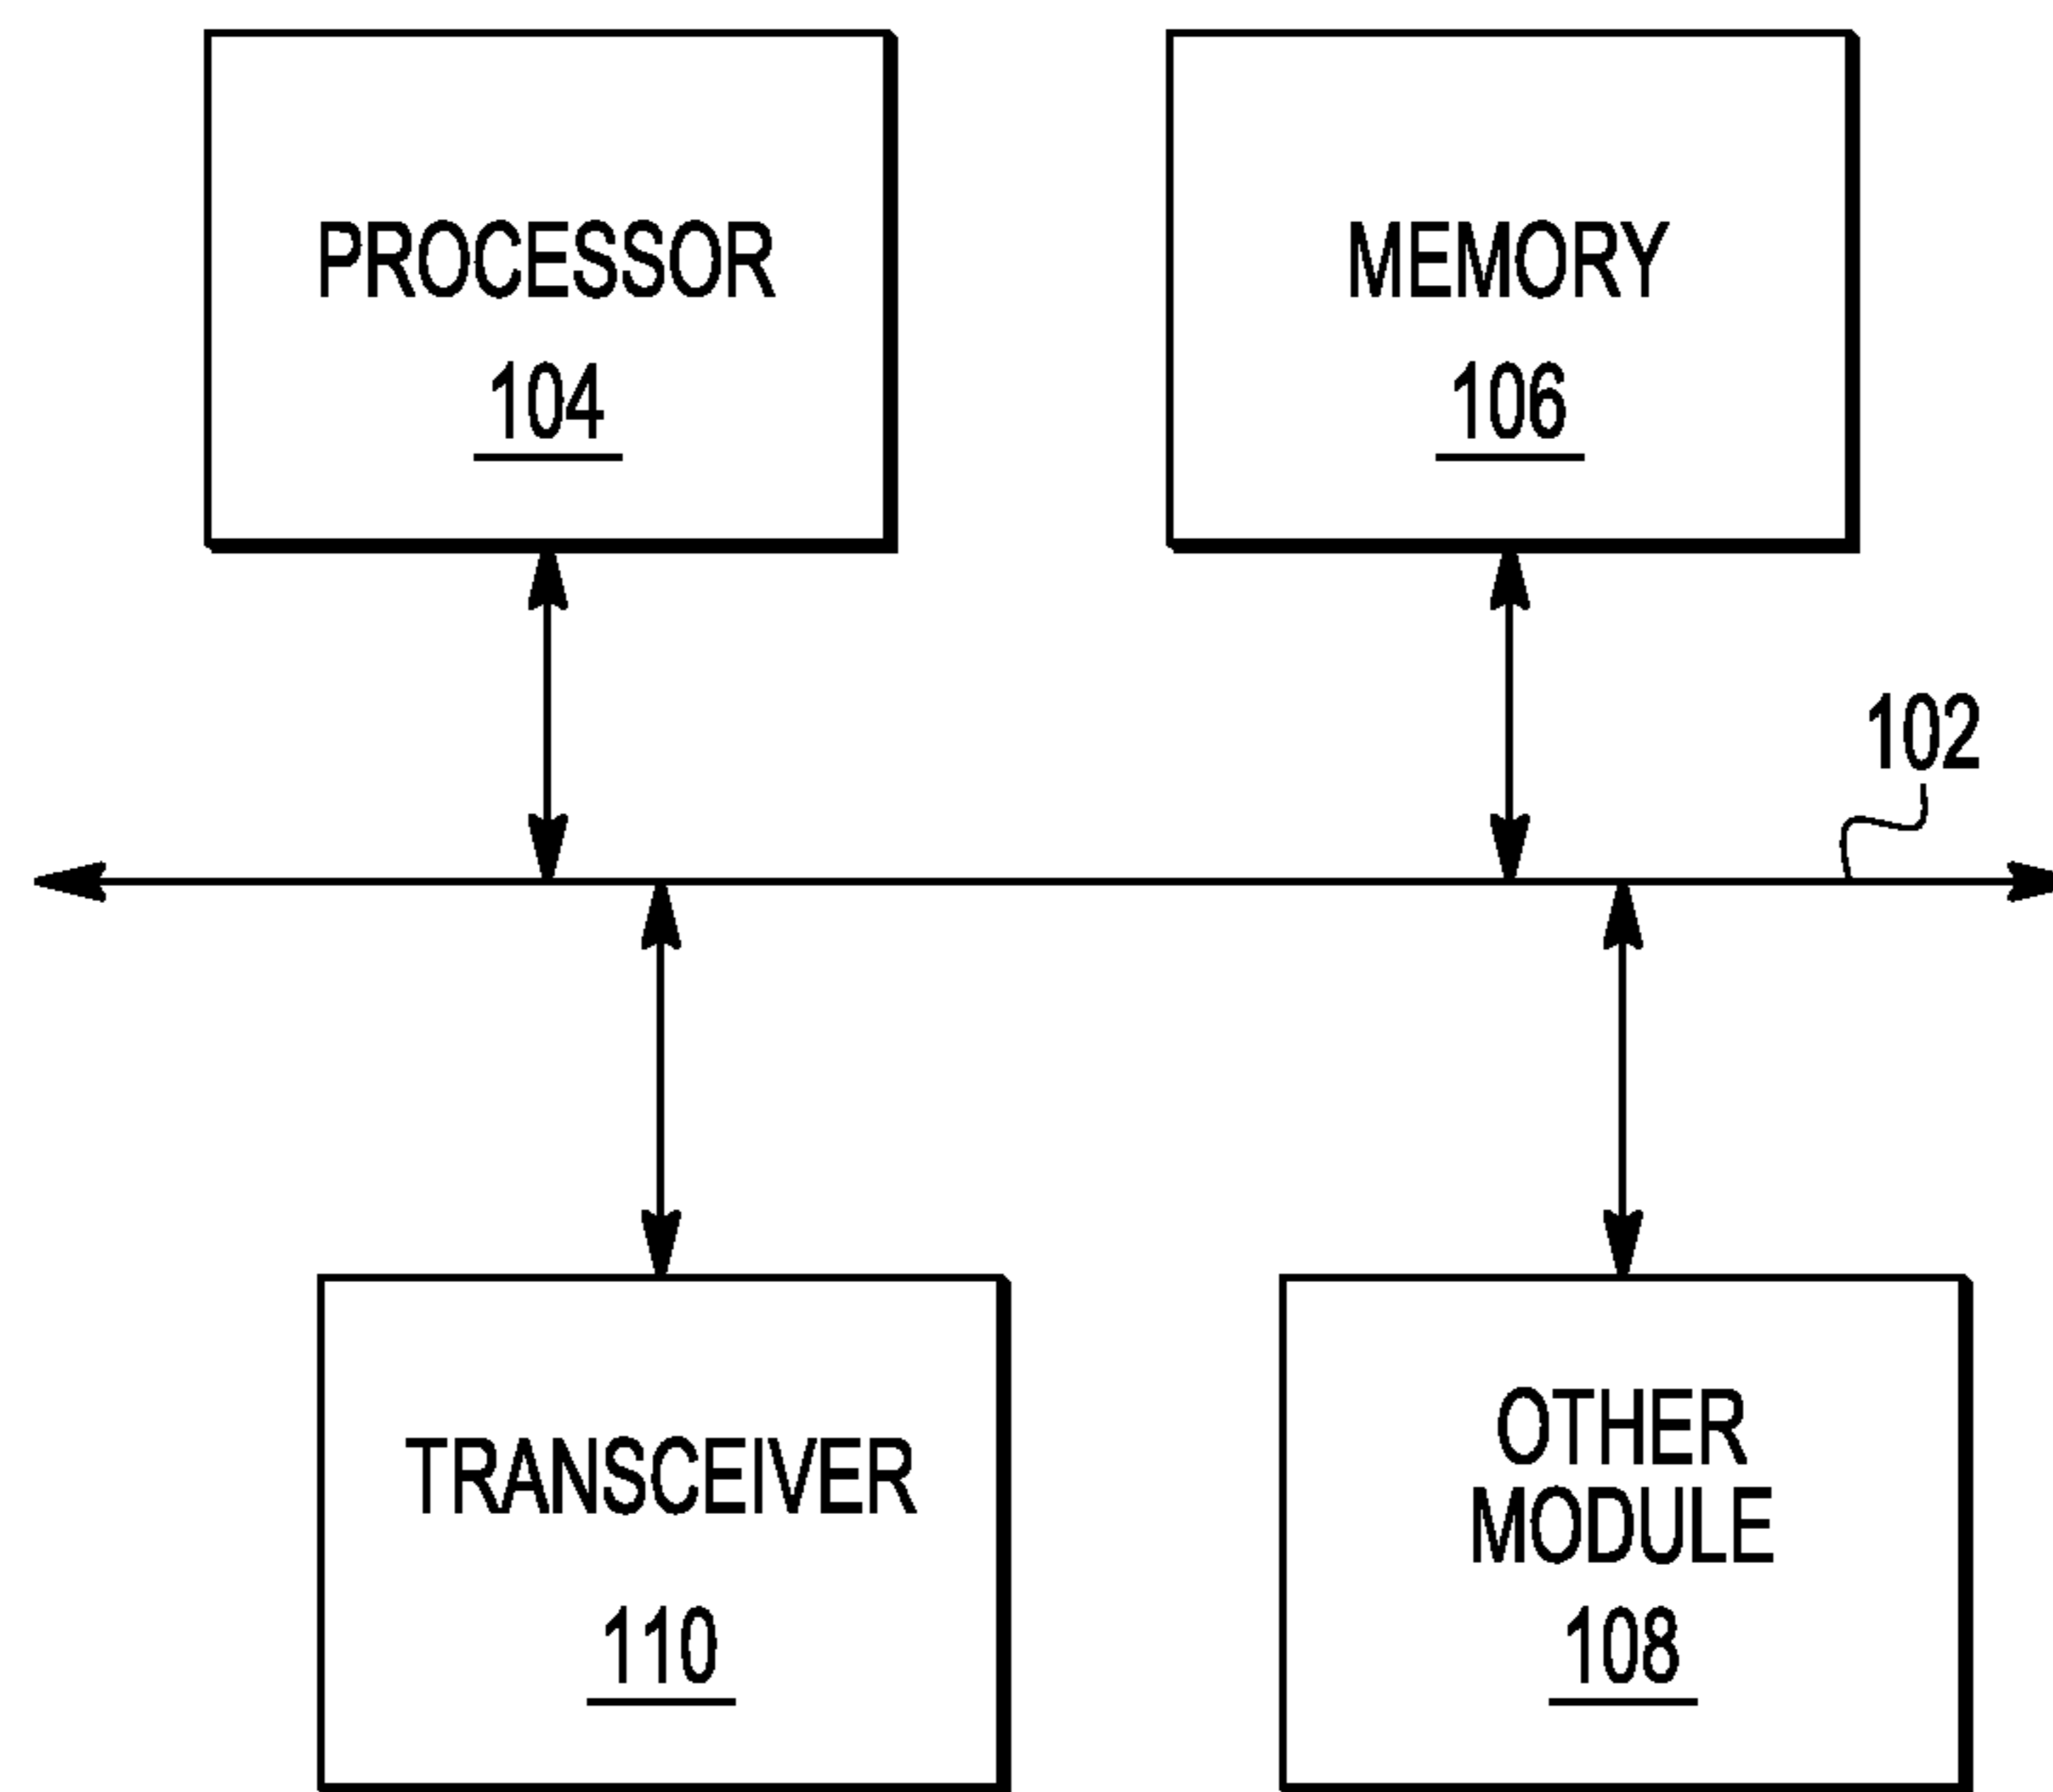 PROCESSOR
104
MEMORY
106
102
TRANSCEIVER
110
OTHER
MODULE
108